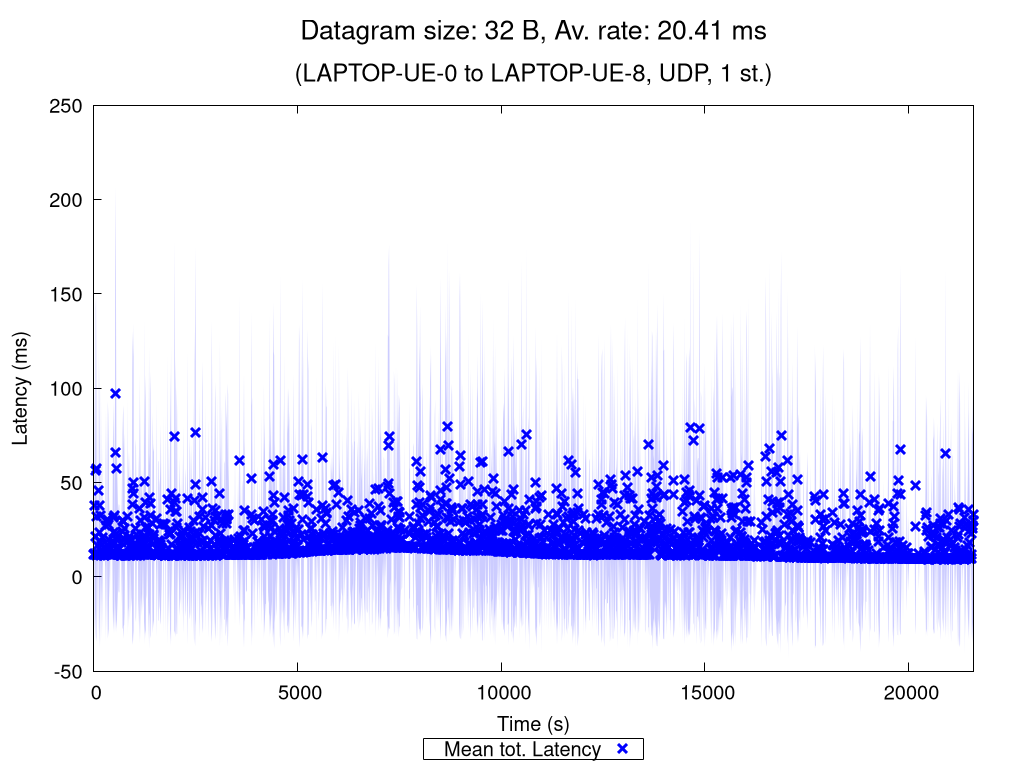 Datagram size: 32 B, Av. rate: 20.41 ms
(LAPTOP-UE-0 to LAPTOP-UE-8, UDP, 1 st.)
250
200
150
100
50
0
-50
Latency (ms)
0 5000 10000 15000 20000
Time (s)
Mean tot. Latency